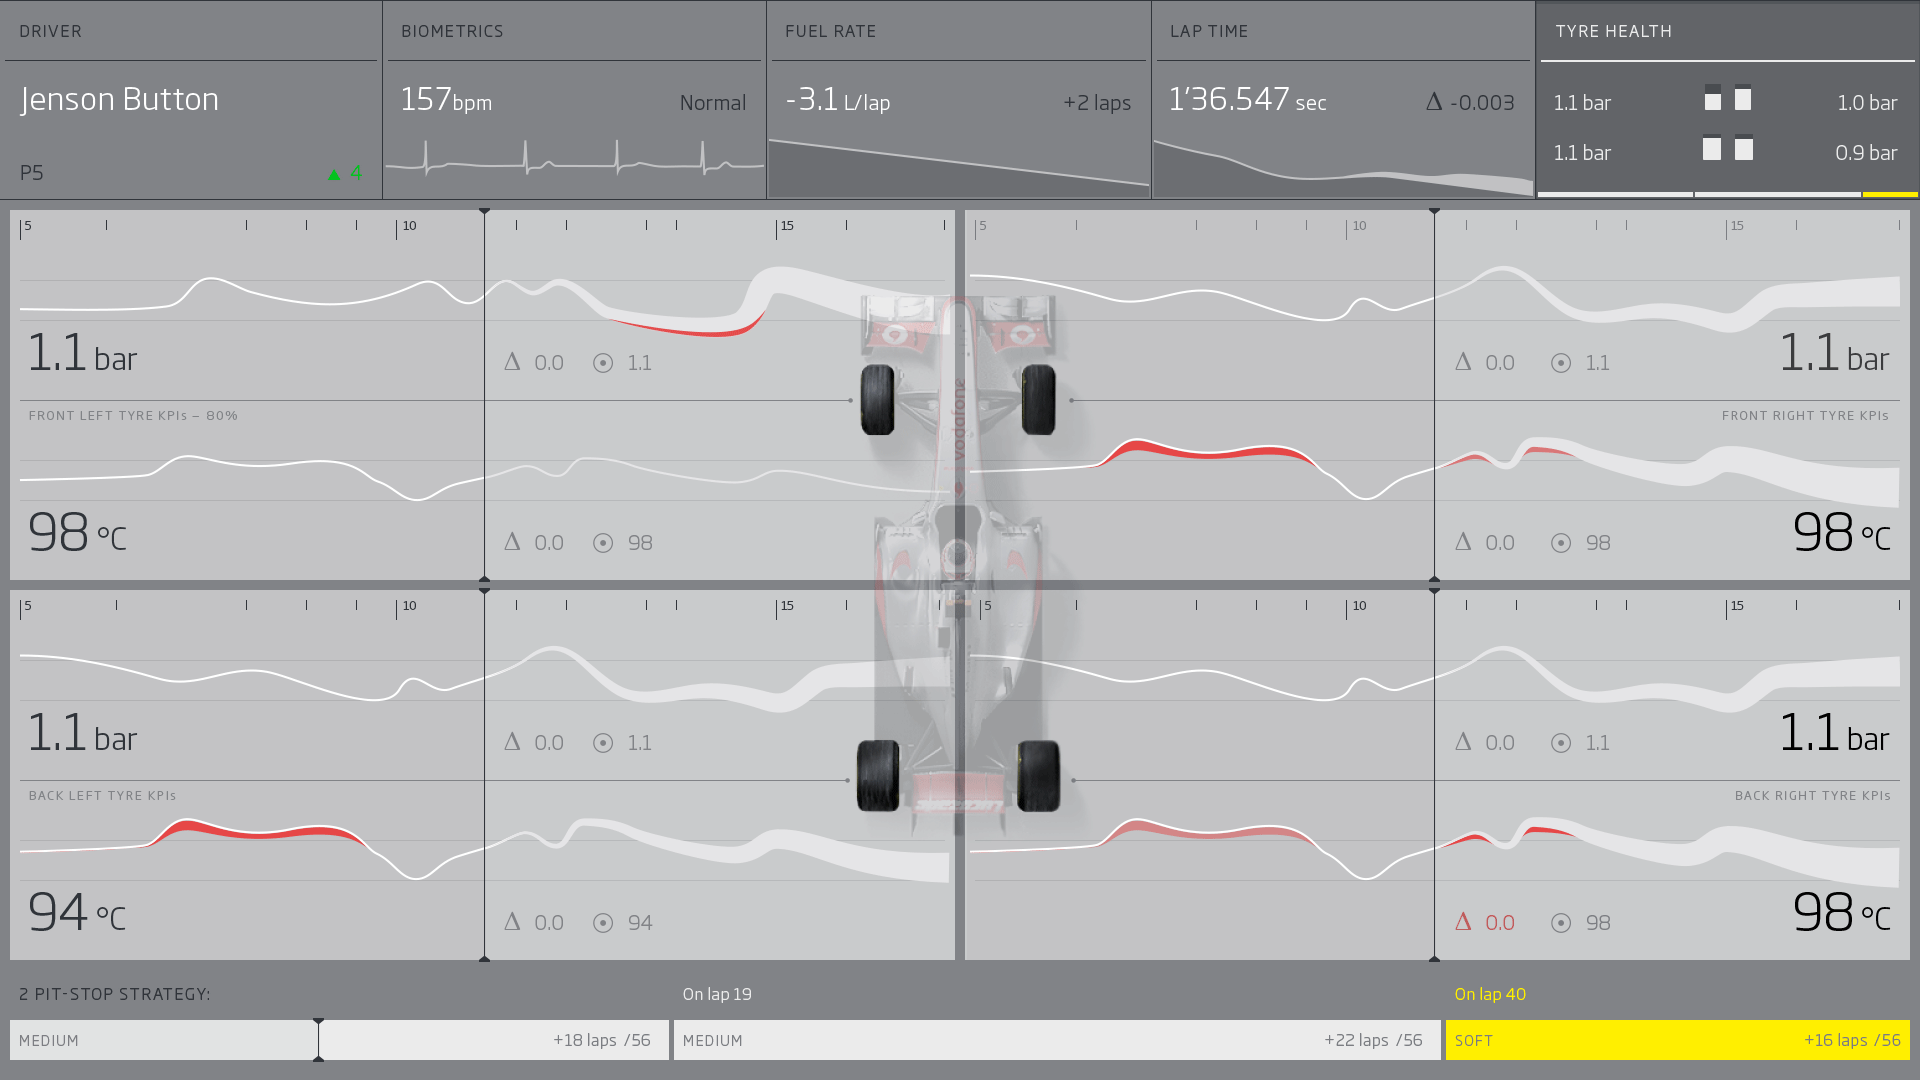 DRIVER
Jenson Button
P5 ▲ 4
BIOMETRICS
157bpm Normal
FUEL RATE
-3.1 L/lap +2 laps
LAP TIME
1'36.547 sec Δ -0.003
TYRE HEALTH
1.1 bar 1.0 bar
1.1 bar 0.9 bar
5 10 15
1.1 bar Δ 0.0 1.1
FRONT LEFT TYRE KPIs – 80%
98 °C Δ 0.0 98
5 10 15
Δ 0.0 1.1 1.1 bar
FRONT RIGHT TYRE KPIs
Δ 0.0 98 98 °C
vodafone
5 10 15
1.1 bar Δ 0.0 1.1
BACK LEFT TYRE KPIs
94 °C Δ 0.0 94
5 10 15
Δ 0.0 1.1 1.1 bar
BACK RIGHT TYRE KPIs
Δ 0.0 98 98 °C
2 PIT-STOP STRATEGY: On lap 19 On lap 40
MEDIUM +18 laps /56
MEDIUM +22 laps /56
SOFT +16 laps /56